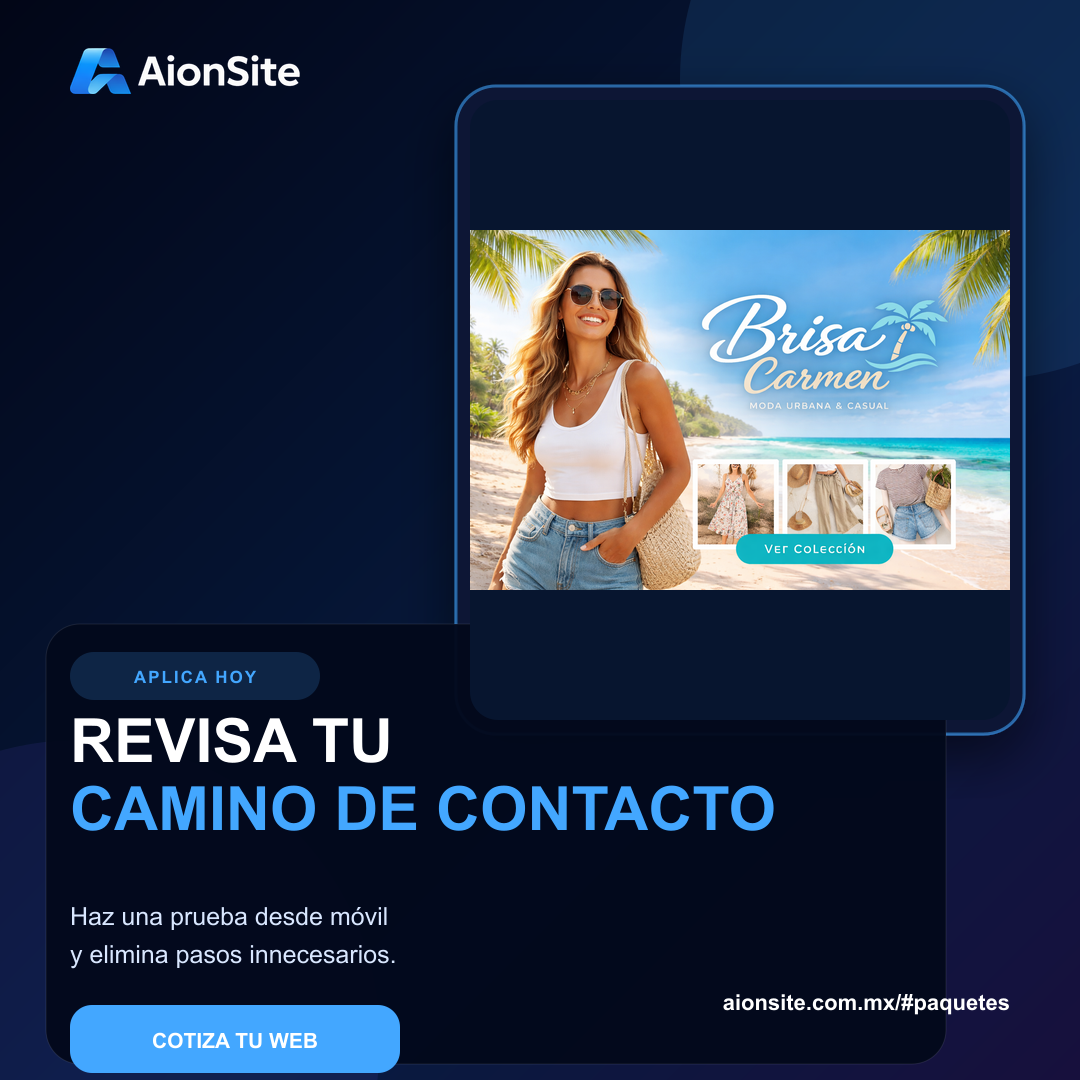 AionSite
Brisa
Carmen
MODA URBANA & CASUAL
Ver Colección
APLICA HOY
REVISA TU
CAMINO DE CONTACTO
Haz una prueba desde móvil
y elimina pasos innecesarios.
aionsite.com.mx/#paquetes
COTIZA TU WEB